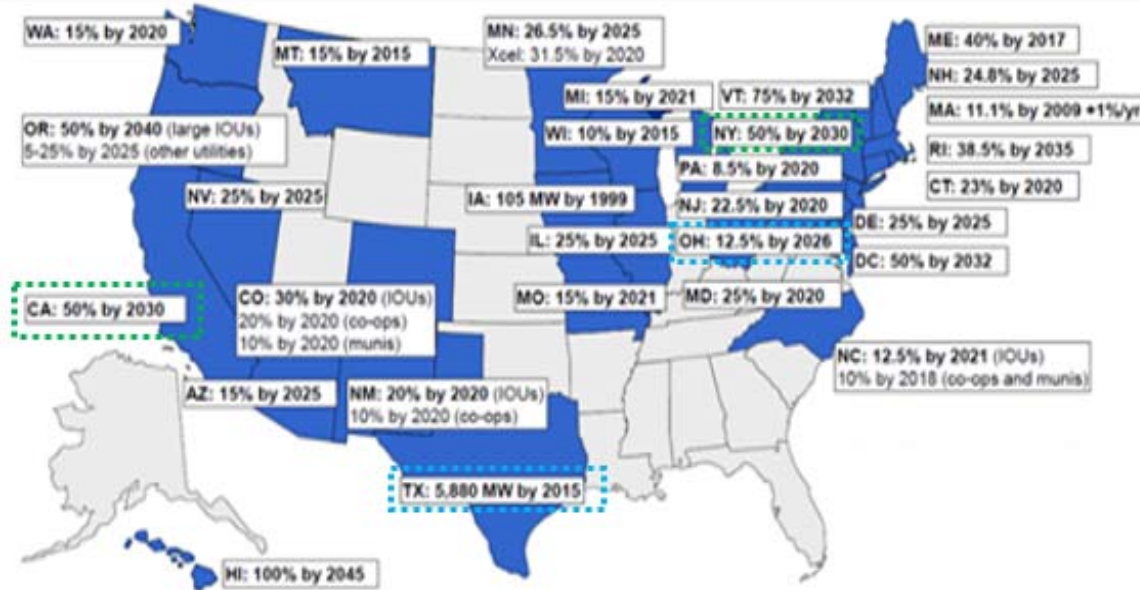 WA: 15% by 2020
MT: 15% by 2015
MN: 26.5% by 2025
Xcel: 31.5% by 2020
ME: 40% by 2017
NH: 24.8% by 2025
MI: 15% by 2021
VT: 75% by 2032
MA: 11.1% by 2009 +1%/yr
OR: 50% by 2040 (large IOUs)
5-25% by 2025 (other utilities)
WI: 10% by 2015
NY: 50% by 2030
RI: 38.5% by 2035
PA: 8.5% by 2020
CT: 23% by 2020
NV: 25% by 2025
IA: 105 MW by 1999
NJ: 22.5% by 2020
DE: 25% by 2025
IL: 25% by 2025
OH: 12.5% by 2026
DC: 50% by 2032
CA: 50% by 2030
CO: 30% by 2020 (IOUs)
20% by 2020 (co-ops)
10% by 2020 (munis)
MO: 15% by 2021
MD: 25% by 2020
NC: 12.5% by 2021 (IOUs)
10% by 2018 (co-ops and munis)
AZ: 15% by 2025
NM: 20% by 2020 (IOUs)
10% by 2020 (co-ops)
TX: 5,880 MW by 2015
HI: 100% by 2045